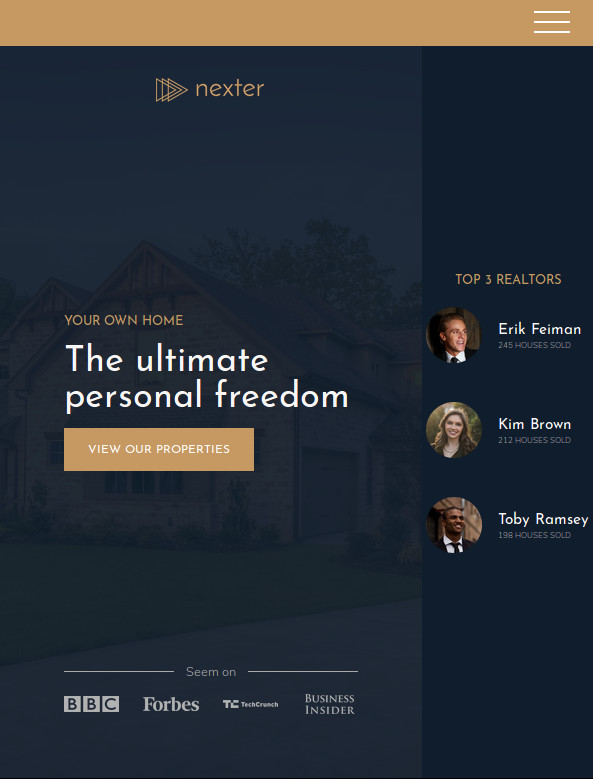 nexter
YOUR OWN HOME
The ultimate
personal freedom
VIEW OUR PROPERTIES
Seem on
BBC
Forbes
TC TechCrunch
BUSINESS
INSIDER
TOP 3 REALTORS
Erik Feiman
245 HOUSES SOLD
Kim Brown
212 HOUSES SOLD
Toby Ramsey
198 HOUSES SOLD